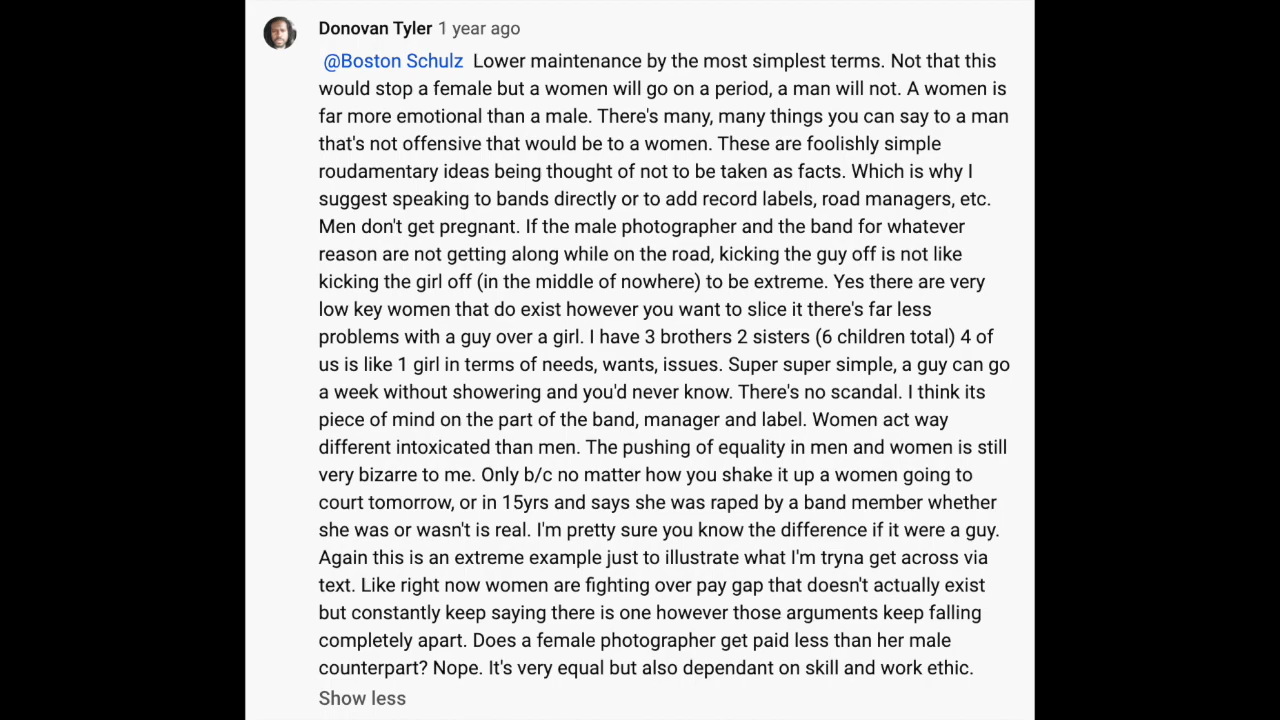 Donovan Tyler 1 year ago
@Boston Schulz Lower maintenance by the most simplest terms. Not that this
would stop a female but a women will go on a period, a man will not. A women is
far more emotional than a male. There's many, many things you can say to a man
that's not offensive that would be to a women. These are foolishly simple
roudamentary ideas being thought of not to be taken as facts. Which is why I
suggest speaking to bands directly or to add record labels, road managers, etc.
Men don't get pregnant. If the male photographer and the band for whatever
reason are not getting along while on the road, kicking the guy off is not like
kicking the girl off (in the middle of nowhere) to be extreme. Yes there are very
low key women that do exist however you want to slice it there's far less
problems with a guy over a girl. I have 3 brothers 2 sisters (6 children total) 4 of
us is like 1 girl in terms of needs, wants, issues. Super super simple, a guy can go
a week without showering and you'd never know. There's no scandal. I think its
piece of mind on the part of the band, manager and label. Women act way
different intoxicated than men. The pushing of equality in men and women is still
very bizarre to me. Only b/c no matter how you shake it up a women going to
court tomorrow, or in 15yrs and says she was raped by a band member whether
she was or wasn't is real. I'm pretty sure you know the difference if it were a guy.
Again this is an extreme example just to illustrate what I'm tryna get across via
text. Like right now women are fighting over pay gap that doesn't actually exist
but constantly keep saying there is one however those arguments keep falling
completely apart. Does a female photographer get paid less than her male
counterpart? Nope. It's very equal but also dependant on skill and work ethic.
Show less